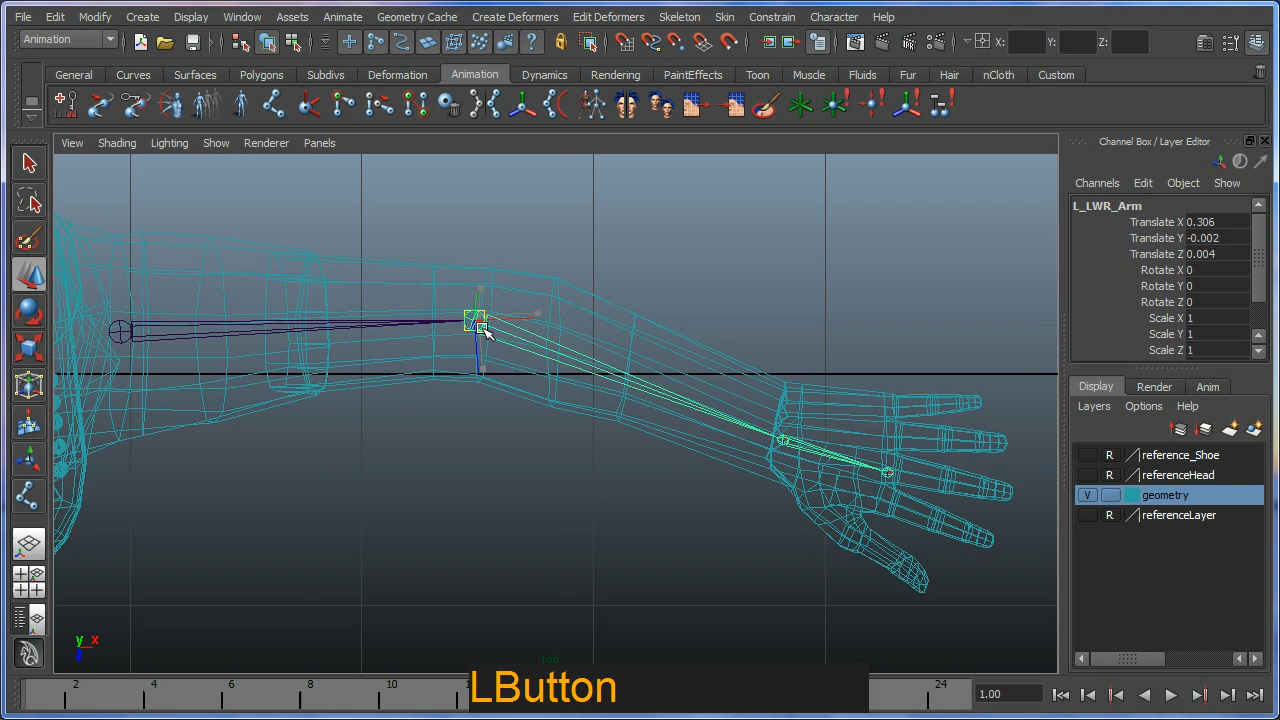 File Edit Modify Create Display Window Assets Animate Geometry Cache Create Deformers Edit Deformers Skeleton Skin Constrain Character Help
Animation X: Y: Z:
General Curves Surfaces Polygons Subdivs Deformation Animation Dynamics Rendering PaintEffects Toon Muscle Fluids Fur Hair nCloth Custom
View Shading Lighting Show Renderer Panels
Channel Box / Layer Editor
Channels Edit Object Show
L_LWR_Arm
Translate X 0.306
Translate Y -0.002
Translate Z 0.004
Rotate X 0
Rotate Y 0
Rotate Z 0
Scale X 1
Scale Y 1
Scale Z 1
Display Render Anim
Layers Options Help
R reference_Shoe
R referenceHead
V geometry
R referenceLayer
y x
top
LButton
2 4 6 8 10 24 1.00